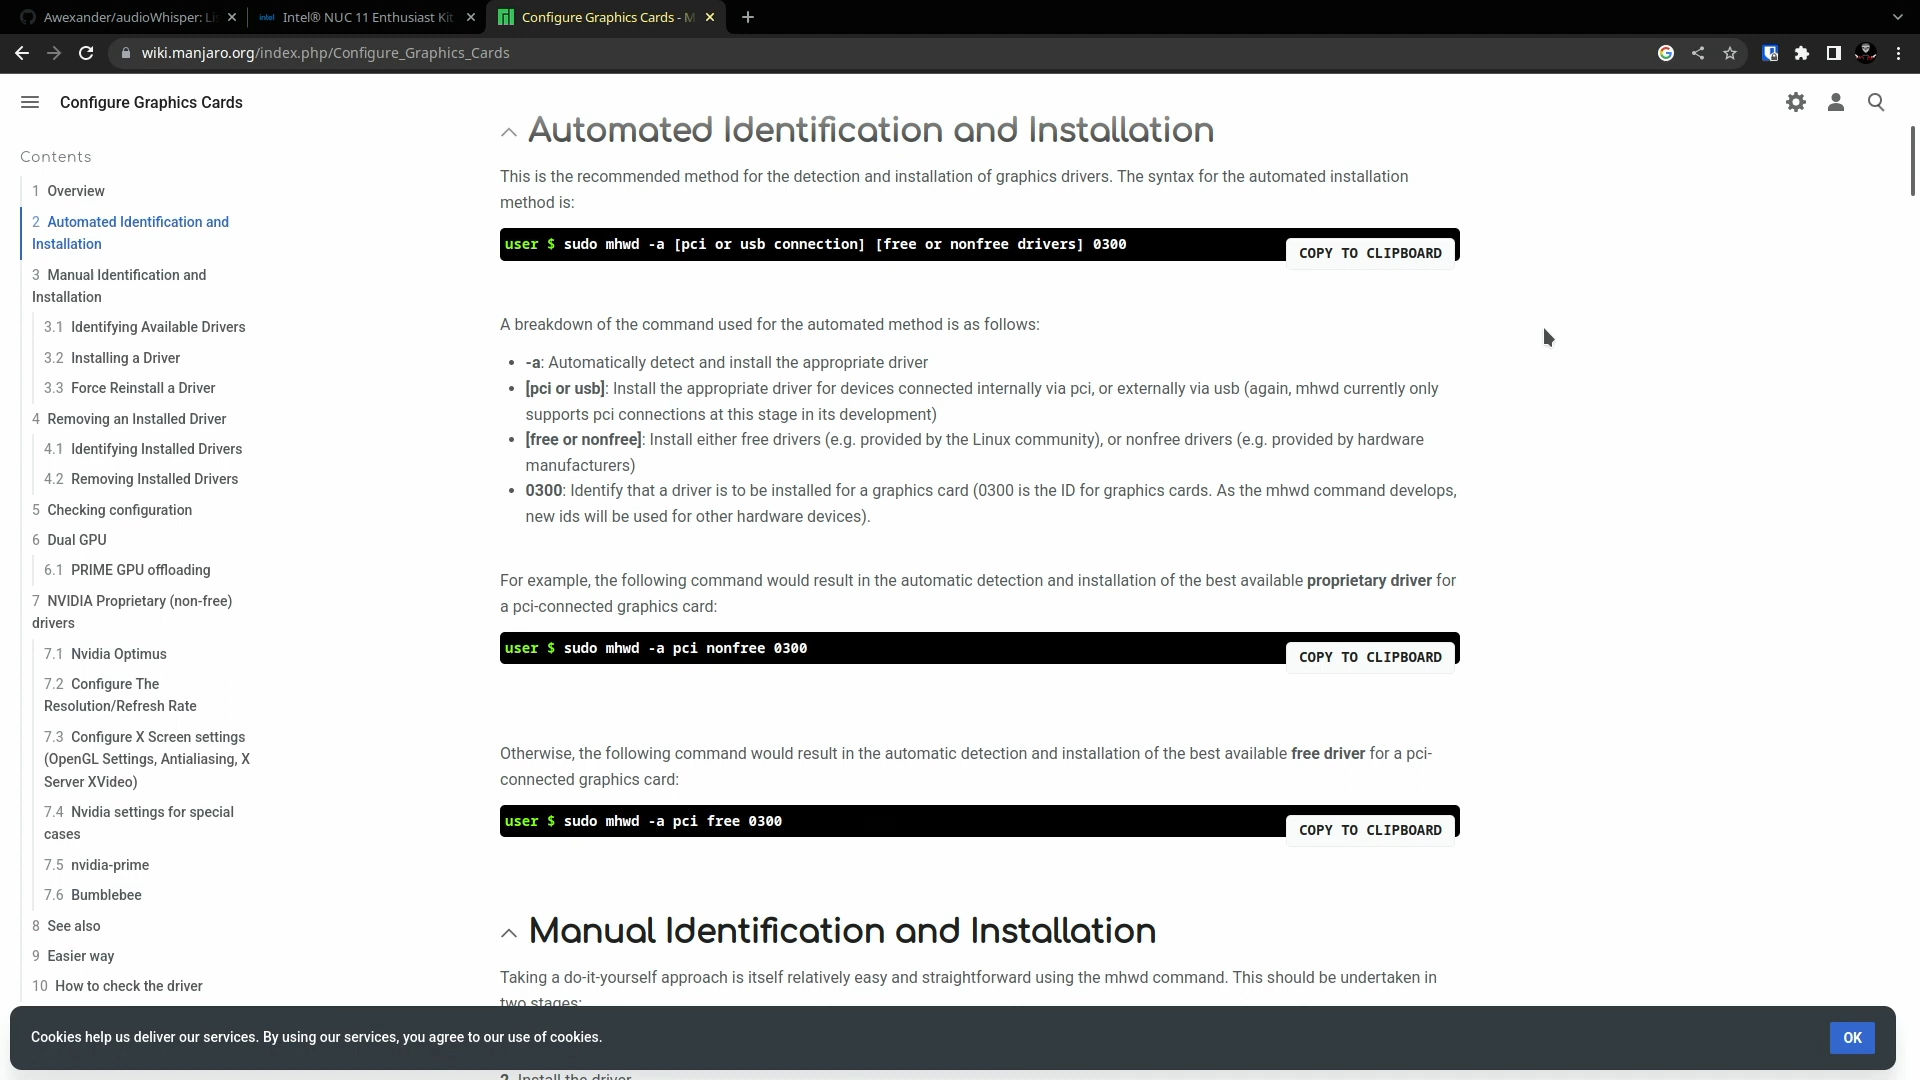 Awexander/audioWhisper: Lis
Intel® NUC 11 Enthusiast Kit
Configure Graphics Cards - M
wiki.manjaro.org/index.php/Configure_Graphics_Cards
Configure Graphics Cards
Contents
1 Overview
2 Automated Identification and
Installation
3 Manual Identification and
Installation
3.1 Identifying Available Drivers
3.2 Installing a Driver
3.3 Force Reinstall a Driver
4 Removing an Installed Driver
4.1 Identifying Installed Drivers
4.2 Removing Installed Drivers
5 Checking configuration
6 Dual GPU
6.1 PRIME GPU offloading
7 NVIDIA Proprietary (non-free)
drivers
7.1 Nvidia Optimus
7.2 Configure The
Resolution/Refresh Rate
7.3 Configure X Screen settings
(OpenGL Settings, Antialiasing, X
Server XVideo)
7.4 Nvidia settings for special
cases
7.5 nvidia-prime
7.6 Bumblebee
8 See also
9 Easier way
10 How to check the driver
Automated Identification and Installation
This is the recommended method for the detection and installation of graphics drivers. The syntax for the automated installation
method is:
user $ sudo mhwd -a [pci or usb connection] [free or nonfree drivers] 0300
COPY TO CLIPBOARD
A breakdown of the command used for the automated method is as follows:
• -a: Automatically detect and install the appropriate driver
• [pci or usb]: Install the appropriate driver for devices connected internally via pci, or externally via usb (again, mhwd currently only
supports pci connections at this stage in its development)
• [free or nonfree]: Install either free drivers (e.g. provided by the Linux community), or nonfree drivers (e.g. provided by hardware
manufacturers)
• 0300: Identify that a driver is to be installed for a graphics card (0300 is the ID for graphics cards. As the mhwd command develops,
new ids will be used for other hardware devices).
For example, the following command would result in the automatic detection and installation of the best available proprietary driver for
a pci-connected graphics card:
user $ sudo mhwd -a pci nonfree 0300
COPY TO CLIPBOARD
Otherwise, the following command would result in the automatic detection and installation of the best available free driver for a pci-
connected graphics card:
user $ sudo mhwd -a pci free 0300
COPY TO CLIPBOARD
Manual Identification and Installation
Taking a do-it-yourself approach is itself relatively easy and straightforward using the mhwd command. This should be undertaken in
two stages:
Cookies help us deliver our services. By using our services, you agree to our use of cookies.
OK
2. Install the driver